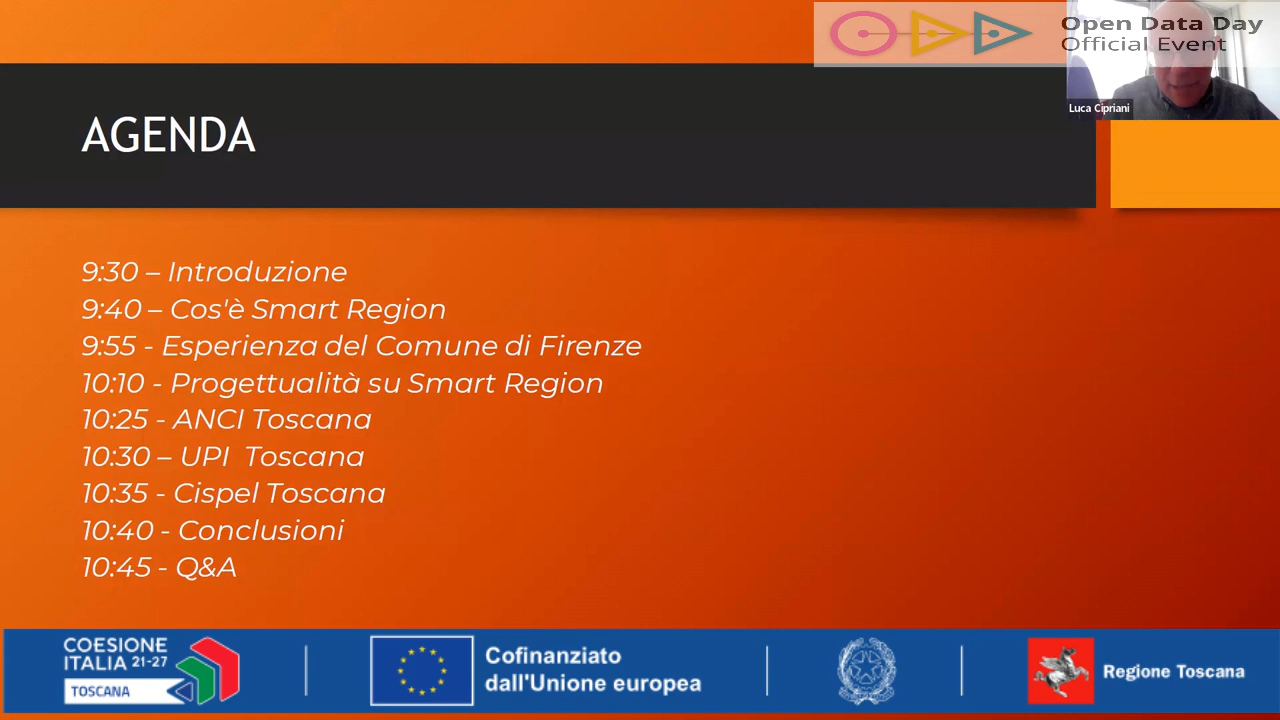 Open Data Day
Official Event
Luca Cipriani
AGENDA
9:30 – Introduzione
9:40 – Cos'è Smart Region
9:55 - Esperienza del Comune di Firenze
10:10 - Progettualità su Smart Region
10:25 - ANCI Toscana
10:30 – UPI  Toscana
10:35 - Cispel Toscana
10:40 - Conclusioni
10:45 - Q&A
COESIONE
ITALIA 21-27
TOSCANA
Cofinanziato
dall'Unione europea
Regione Toscana